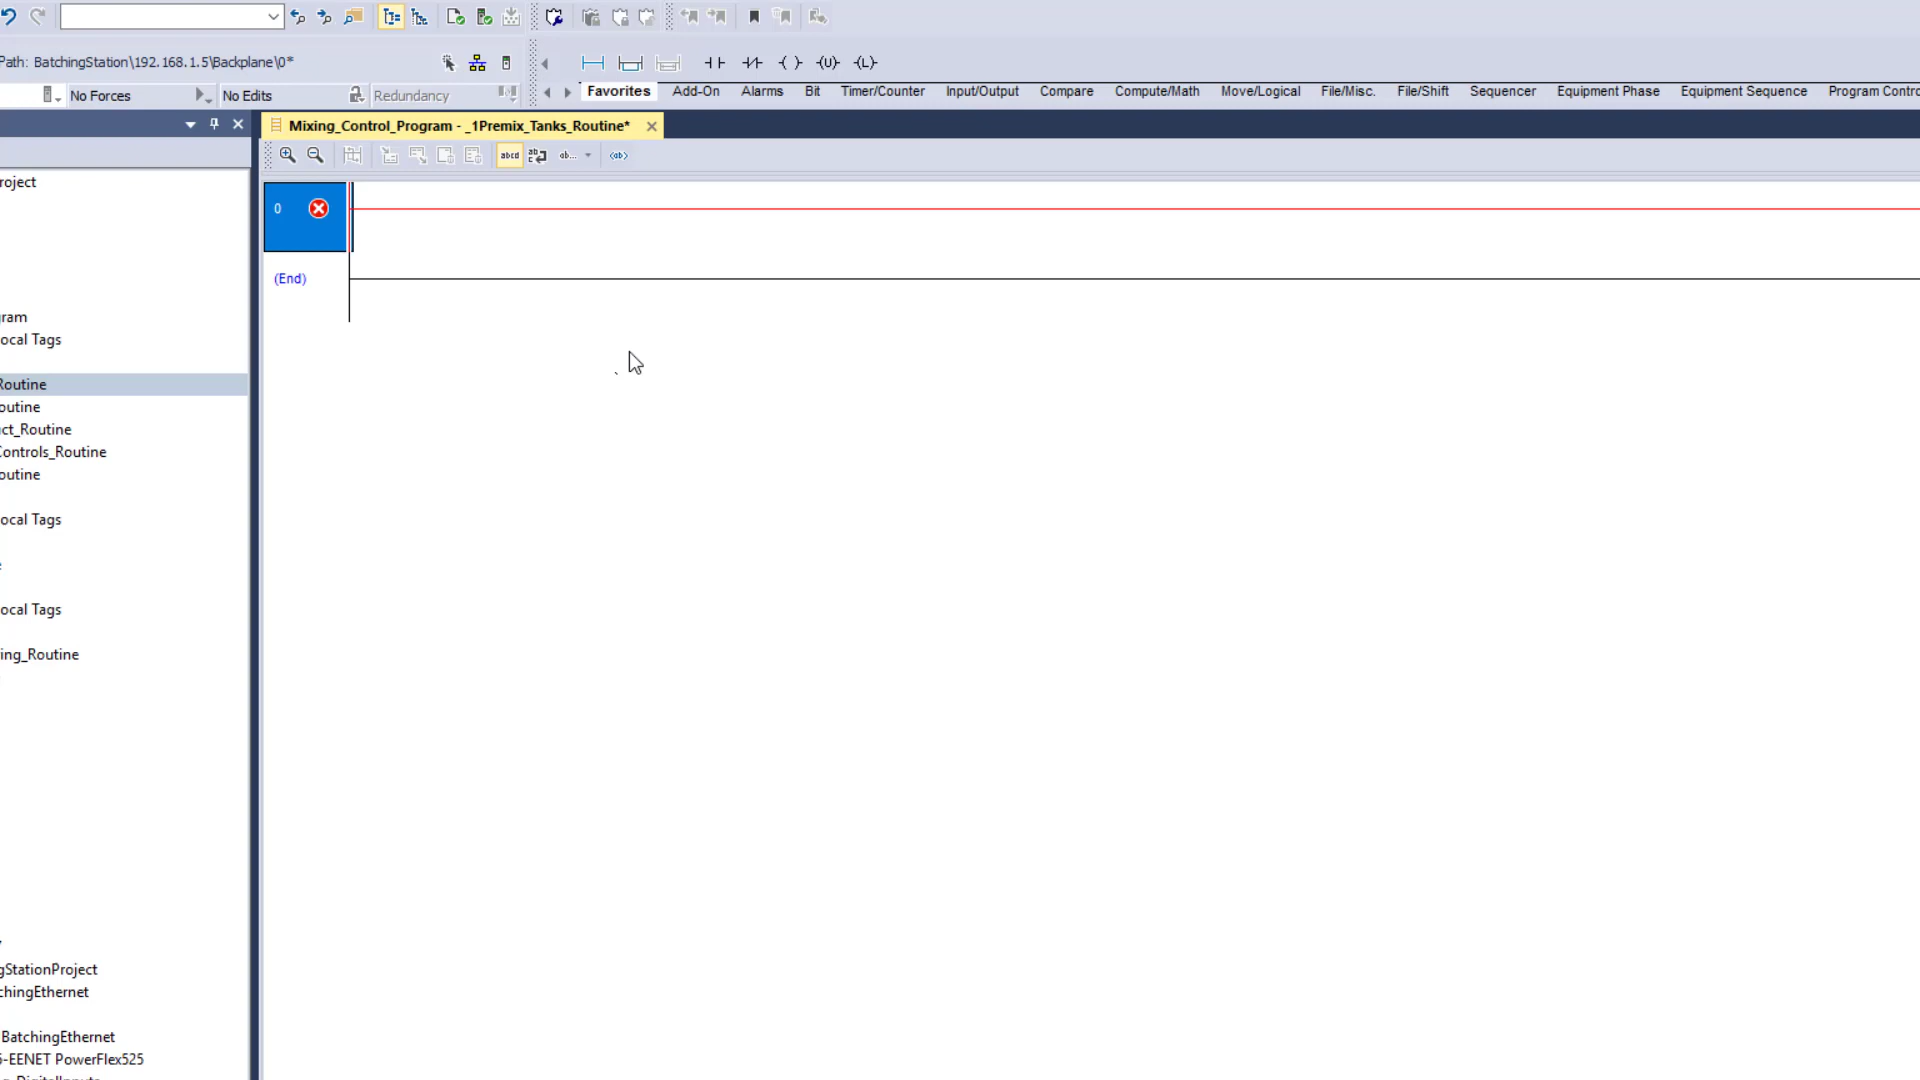 Path: BatchingStation\192.168.1.5\Backplane\0*
No Forces
No Edits
Redundancy
Favorites Add-On Alarms Bit Timer/Counter Input/Output Compare Compute/Math Move/Logical File/Misc. File/Shift Sequencer Equipment Phase Equipment Sequence Program Contro
Mixing_Control_Program - _1Premix_Tanks_Routine*
abcd
ab...
<ab>
roject
0
(End)
ram
ocal Tags
Routine
outine
ct_Routine
Controls_Routine
outine
ocal Tags
ocal Tags
ing_Routine
gStationProject
chingEthernet
BatchingEthernet
-EENET PowerFlex525